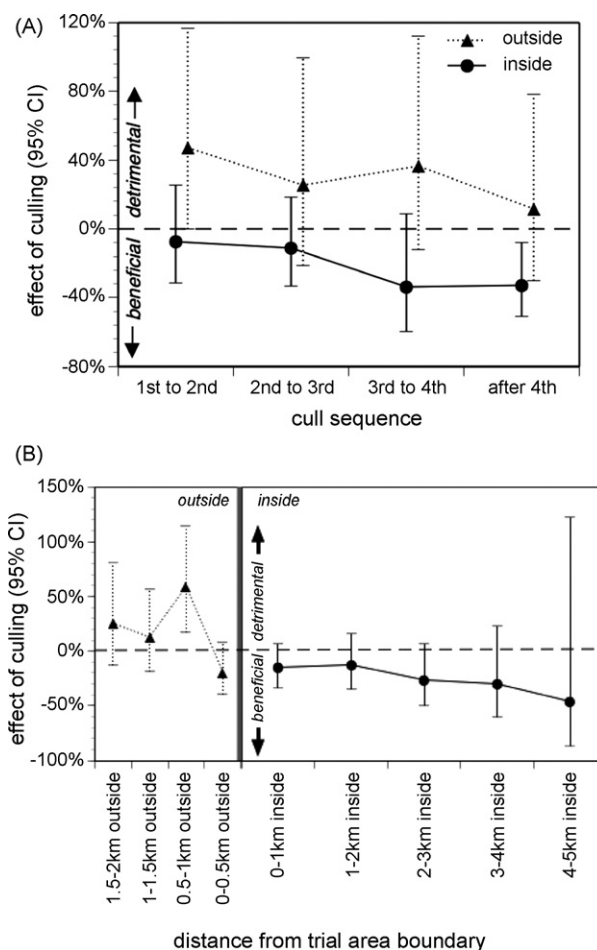 (A)
120%
80%
40%
0%
-40%
-80%
effect of culling (95% CI)
detrimental
beneficial
outside
inside
1st to 2nd
2nd to 3rd
3rd to 4th
after 4th
cull sequence
(B)
150%
100%
50%
0%
-50%
-100%
effect of culling (95% CI)
outside
inside
detrimental
beneficial
1.5-2km outside
1-1.5km outside
0.5-1km outside
0-0.5km outside
0-1km inside
1-2km inside
2-3km inside
3-4km inside
4-5km inside
distance from trial area boundary